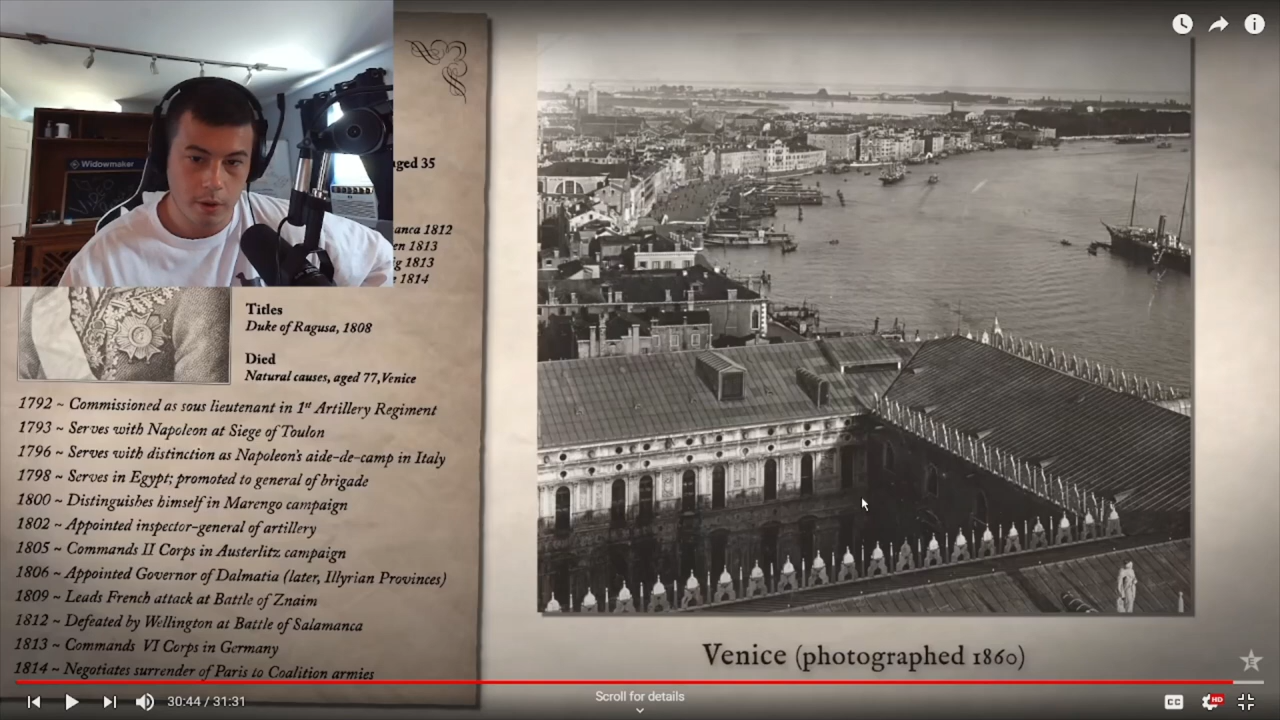 Widowmaker
aged 35
1812
1813
1813
1814
Titles
Duke of Ragusa, 1808
Died
Natural causes, aged 77, Venice
1792 ~ Commissioned as sous lieutenant in 1st Artillery Regiment
1793 ~ Serves with Napoleon at Siege of Toulon
1796 ~ Serves with distinction as Napoleon's aide-de-camp in Italy
1798 ~ Serves in Egypt; promoted to general of brigade
1800 ~ Distinguishes himself in Marengo campaign
1802 ~ Appointed inspector-general of artillery
1805 ~ Commands II Corps in Austerlitz campaign
1806 ~ Appointed Governor of Dalmatia (later, Illyrian Provinces)
1809 ~ Leads French attack at Battle of Znaim
1812 ~ Defeated by Wellington at Battle of Salamanca
1813 ~ Commands VI Corps in Germany
1814 ~ Negotiates surrender of Paris to Coalition armies
Venice (photographed 1860)
E
30:44 / 31:31
Scroll for details
CC
HD